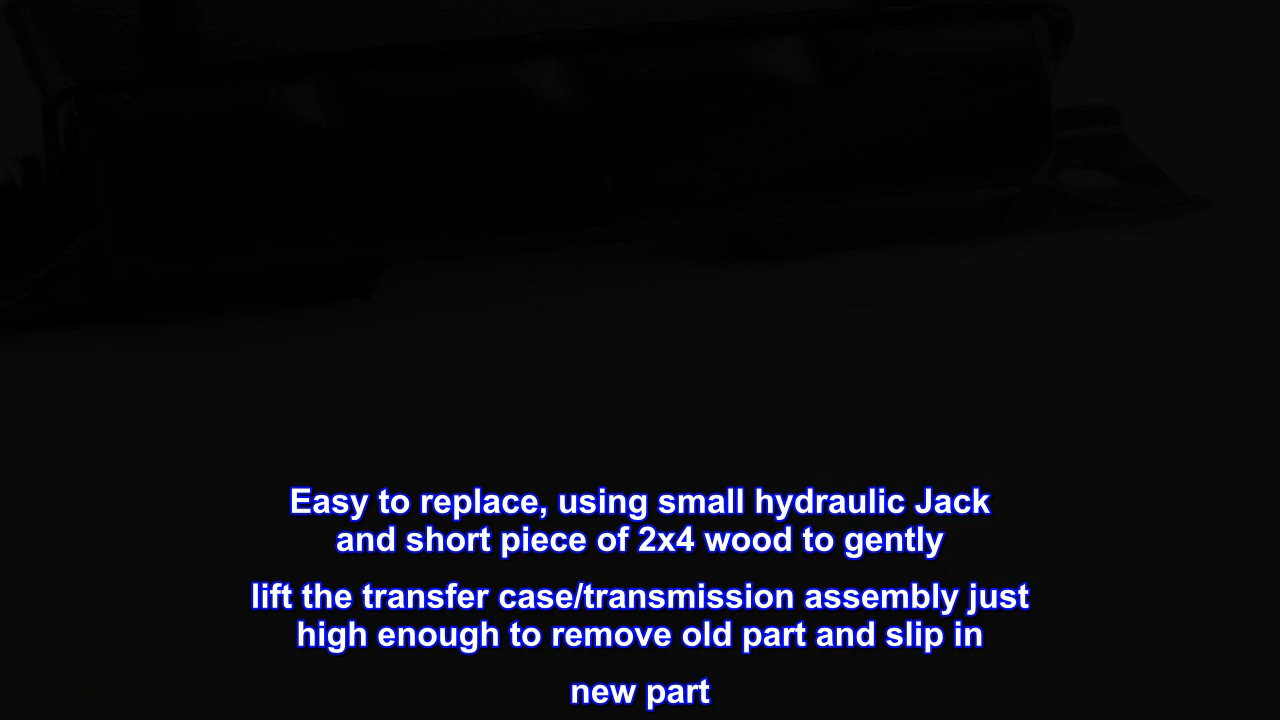 Easy to replace, using small hydraulic Jack
and short piece of 2x4 wood to gently
lift the transfer case/transmission assembly just
high enough to remove old part and slip in
new part